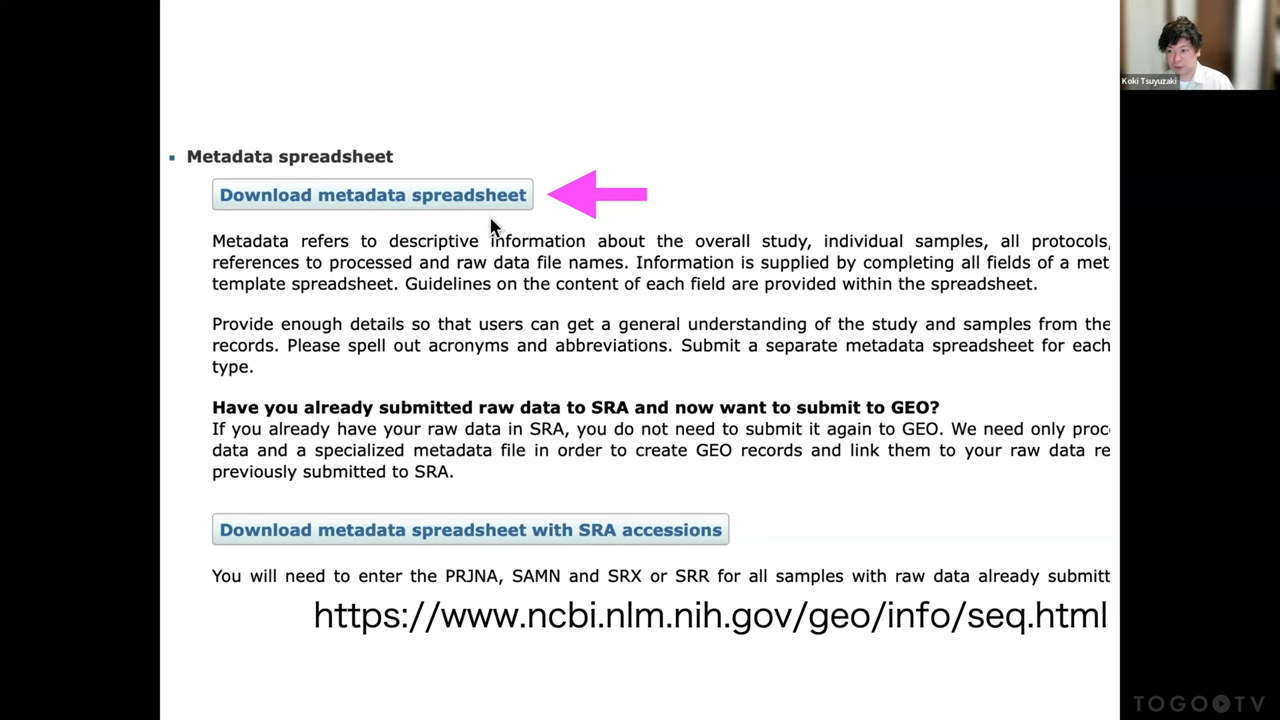 Koki Tsuyuzaki
Metadata spreadsheet
Download metadata spreadsheet
Metadata refers to descriptive information about the overall study, individual samples, all protocols,
references to processed and raw data file names. Information is supplied by completing all fields of a met
template spreadsheet. Guidelines on the content of each field are provided within the spreadsheet.
Provide enough details so that users can get a general understanding of the study and samples from the
records. Please spell out acronyms and abbreviations. Submit a separate metadata spreadsheet for each
type.
Have you already submitted raw data to SRA and now want to submit to GEO?
If you already have your raw data in SRA, you do not need to submit it again to GEO. We need only proc
data and a specialized metadata file in order to create GEO records and link them to your raw data re
previously submitted to SRA.
Download metadata spreadsheet with SRA accessions
You will need to enter the PRJNA, SAMN and SRX or SRR for all samples with raw data already submitt
https://www.ncbi.nlm.nih.gov/geo/info/seq.html
TOGO TV